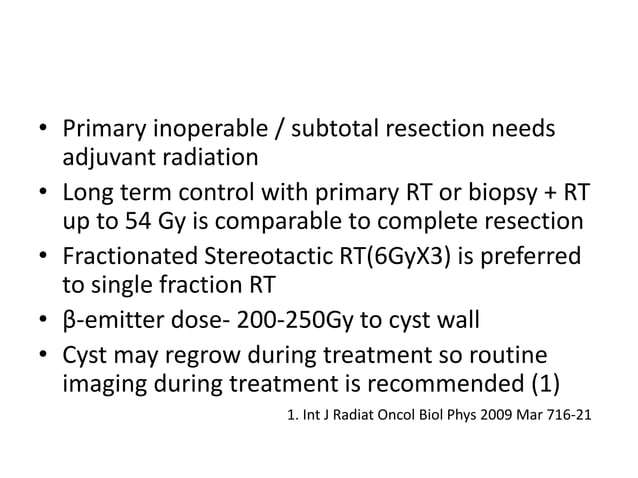 • Primary inoperable / subtotal resection needs
adjuvant radiation
• Long term control with primary RT or biopsy + RT
up to 54 Gy is comparable to complete resection
• Fractionated Stereotactic RT(6GyX3) is preferred
to single fraction RT
• β-emitter dose- 200-250Gy to cyst wall
• Cyst may regrow during treatment so routine
imaging during treatment is recommended (1)
1. Int J Radiat Oncol Biol Phys 2009 Mar 716-21